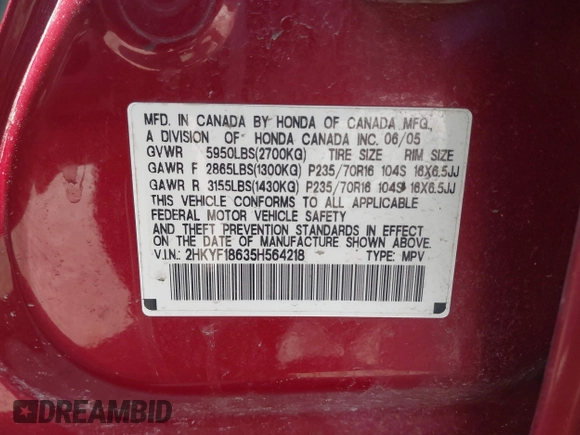 MFD. IN CANADA BY HONDA OF CANADA MFG.,
A DIVISION OF HONDA CANADA INC. 06/05
GVWR 5950LBS(2700KG) TIRE SIZE RIM SIZE
GAWR F 2865LBS(1300KG) P235/70R16 104S 16X6.5JJ
GAWR R 3155LBS(1430KG) P235/70R16 104S 16X6.5JJ
THIS VEHICLE CONFORMS TO ALL APPLICABLE
FEDERAL MOTOR VEHICLE SAFETY
AND THEFT PREVENTION STANDARDS IN EFFECT
ON THE DATE OF MANUFACTURE SHOWN ABOVE.
V.I.N.: 2HKYF18635H564218 TYPE: MPV
DREAMBID